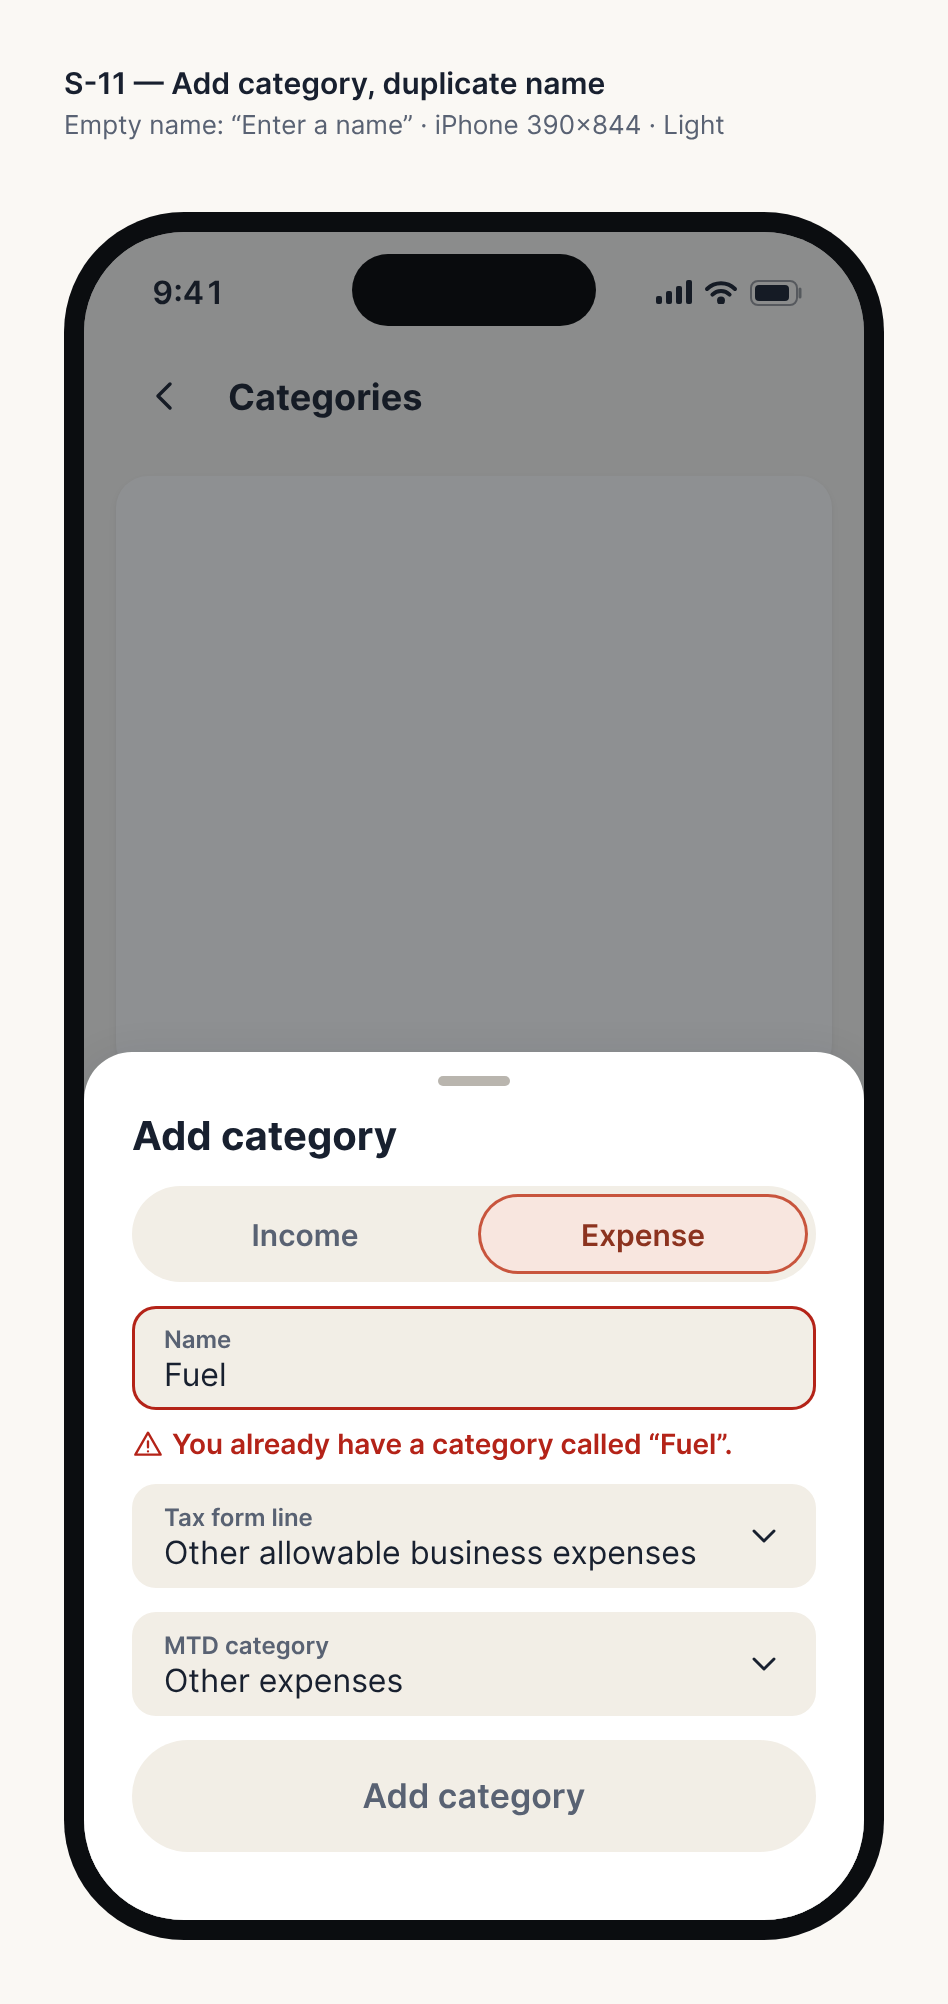 S-11 — Add category, duplicate name
Empty name: “Enter a name” · iPhone 390×844 · Light
9:41
Categories
Add category
Income
Expense
Name
Fuel
You already have a category called “Fuel”.
Tax form line
Other allowable business expenses
MTD category
Other expenses
Add category